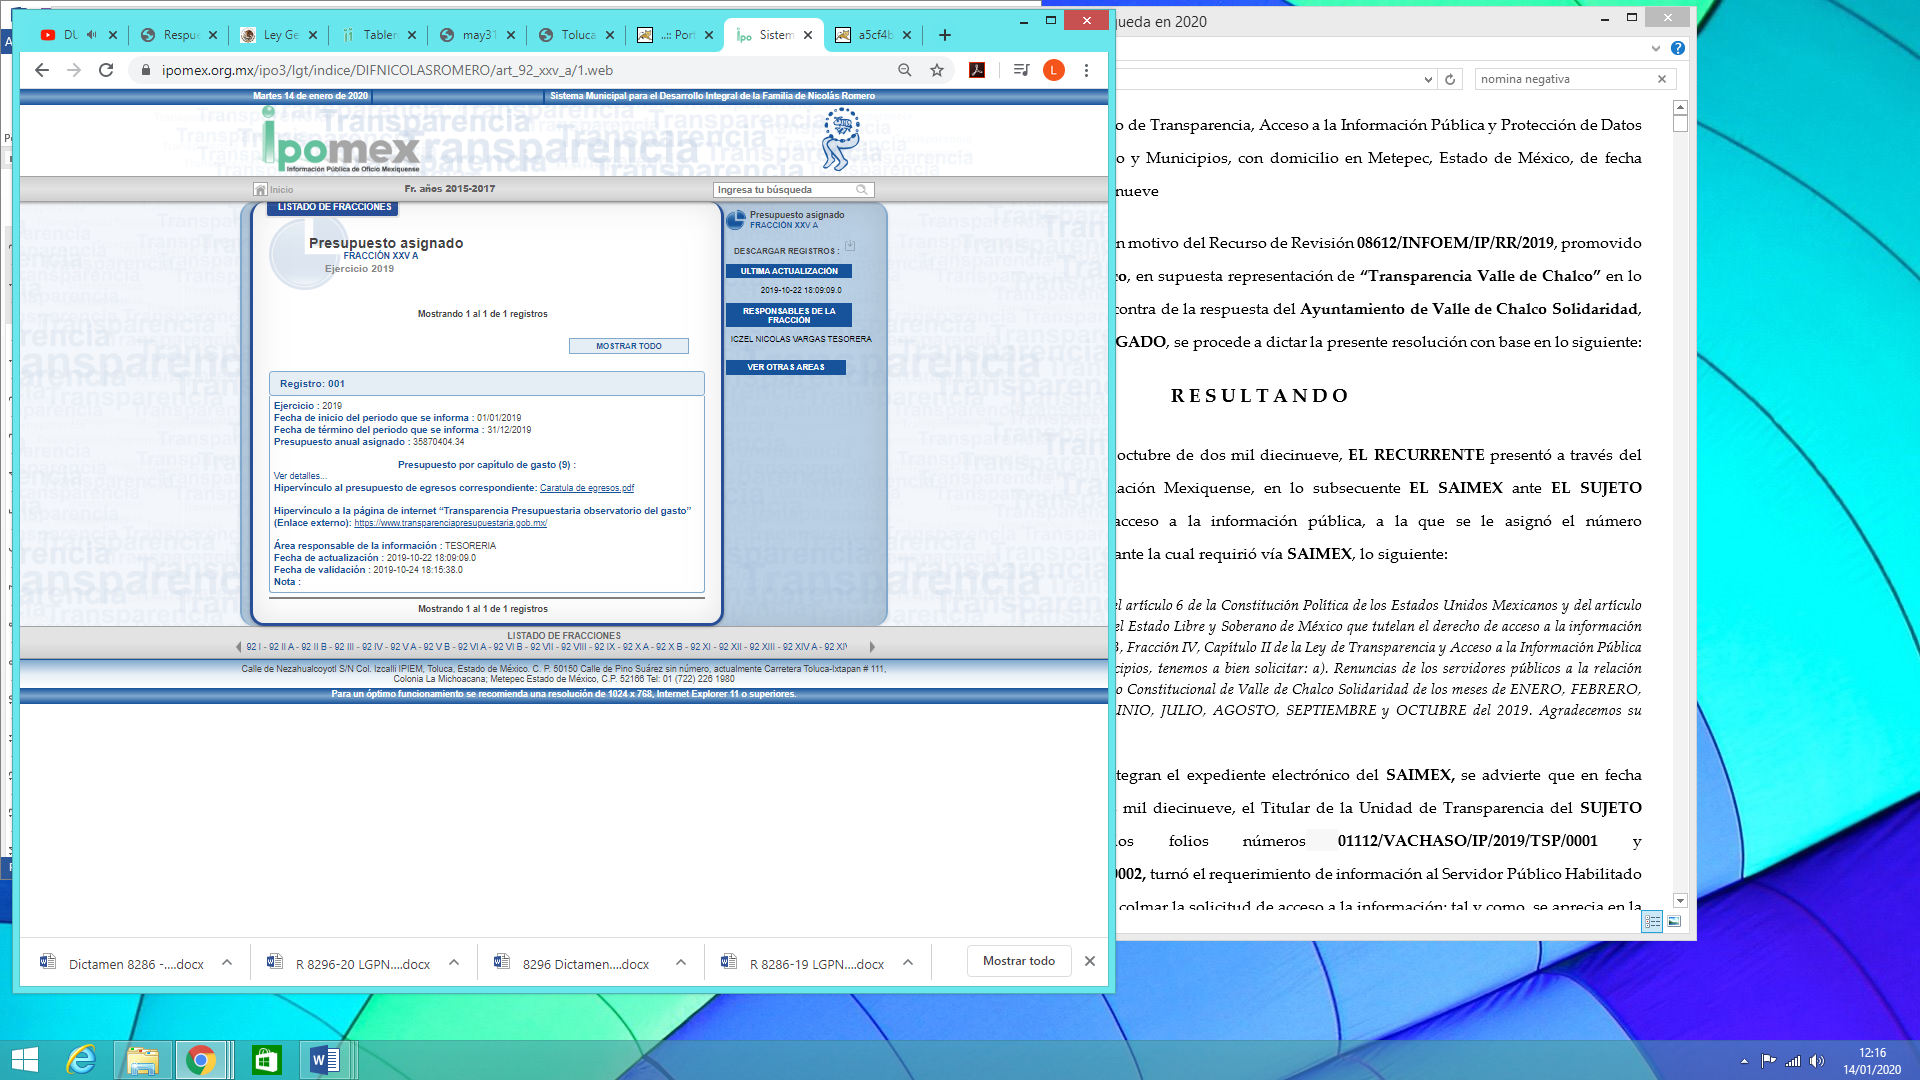 DU
Respue
Ley Ge
Tabler
may31
Toluca
..:: Port
Sistem
a5cf4b
ipomex.org.mx/ipo3/lgt/indice/DIFNICOLASROMERO/art_92_xxv_a/1.web
L
Martes 14 de enero de 2020
Sistema Municipal para el Desarrollo Integral de la Familia de Nicolás Romero
ipomex
Información Pública de Oficio Mexiquense
Inicio
Fr. años 2015-2017
Ingresa tu búsqueda
LISTADO DE FRACCIONES
Presupuesto asignado
FRACCIÓN XXV A
Ejercicio 2019
Mostrando 1 al 1 de 1 registros
MOSTRAR TODO
Registro: 001
Ejercicio : 2019
Fecha de inicio del periodo que se informa : 01/01/2019
Fecha de término del periodo que se informa : 31/12/2019
Presupuesto anual asignado : 35870404.34
Presupuesto por capítulo de gasto (9) :
Ver detalles...
Hipervínculo al presupuesto de egresos correspondiente: Caratula de egresos.pdf
Hipervínculo a la página de internet “Transparencia Presupuestaria observatorio del gasto”
(Enlace externo): https://www.transparenciapresupuestaria.gob.mx/
Área responsable de la información : TESORERIA
Fecha de actualización : 2019-10-22 18:09:09.0
Fecha de validación : 2019-10-24 18:15:38.0
Nota :
Mostrando 1 al 1 de 1 registros
Presupuesto asignado
FRACCIÓN XXV A
DESCARGAR REGISTROS :
ULTIMA ACTUALIZACIÓN
2019-10-22 18:09:09.0
RESPONSABLES DE LA
FRACCIÓN
ICZEL NICOLAS VARGAS TESORERA
VER OTRAS AREAS
LISTADO DE FRACCIONES
92 I - 92 II A - 92 II B - 92 III - 92 IV - 92 V A - 92 V B - 92 VI A - 92 VI B - 92 VII - 92 VIII - 92 IX - 92 X A - 92 X B - 92 XI - 92 XII - 92 XIII - 92 XIV A - 92 XIV
Calle de Nezahualcoyotl S/N Col. Izcalli IPIEM, Toluca, Estado de México. C. P. 50150 Calle de Pino Suárez sin número, actualmente Carretera Toluca-Ixtapan # 111,
Colonia La Michoacana; Metepec Estado de México, C.P. 52166 Tel: 01 (722) 226 1980
Para un óptimo funcionamiento se recomienda una resolución de 1024 x 768, Internet Explorer 11 o superiores.
Dictamen 8286 -....docx
R 8296-20 LGPN....docx
8296 Dictamen....docx
R 8286-19 LGPN....docx
Mostrar todo
queda en 2020
nomina negativa
o de Transparencia, Acceso a la Información Pública y Protección de Datos
o y Municipios, con domicilio en Metepec, Estado de México, de fecha
nueve
n motivo del Recurso de Revisión 08612/INFOEM/IP/RR/2019, promovido
co, en supuesta representación de “Transparencia Valle de Chalco” en lo
contra de la respuesta del Ayuntamiento de Valle de Chalco Solidaridad,
GADO, se procede a dictar la presente resolución con base en lo siguiente:
R E S U L T A N D O
octubre de dos mil diecinueve, EL RECURRENTE presentó a través del
nación Mexiquense, en lo subsecuente EL SAIMEX ante EL SUJETO
acceso a la información pública, a la que se le asignó el número
ante la cual requirió vía SAIMEX, lo siguiente:
el artículo 6 de la Constitución Política de los Estados Unidos Mexicanos y del artículo
el Estado Libre y Soberano de México que tutelan el derecho de acceso a la información
3, Fracción IV, Capítulo II de la Ley de Transparencia y Acceso a la Información Pública
cipios, tenemos a bien solicitar: a). Renuncias de los servidores públicos a la relación
o Constitucional de Valle de Chalco Solidaridad de los meses de ENERO, FEBRERO,
UNIO, JULIO, AGOSTO, SEPTIEMBRE y OCTUBRE del 2019. Agradecemos su
tegran el expediente electrónico del SAIMEX, se advierte que en fecha
mil diecinueve, el Titular de la Unidad de Transparencia del SUJETO
los folios números 01112/VACHASO/IP/2019/TSP/0001 y
0002, turnó el requerimiento de información al Servidor Público Habilitado
colmar la solicitud de acceso a la información; tal y como, se aprecia en la
12:16
14/01/2020